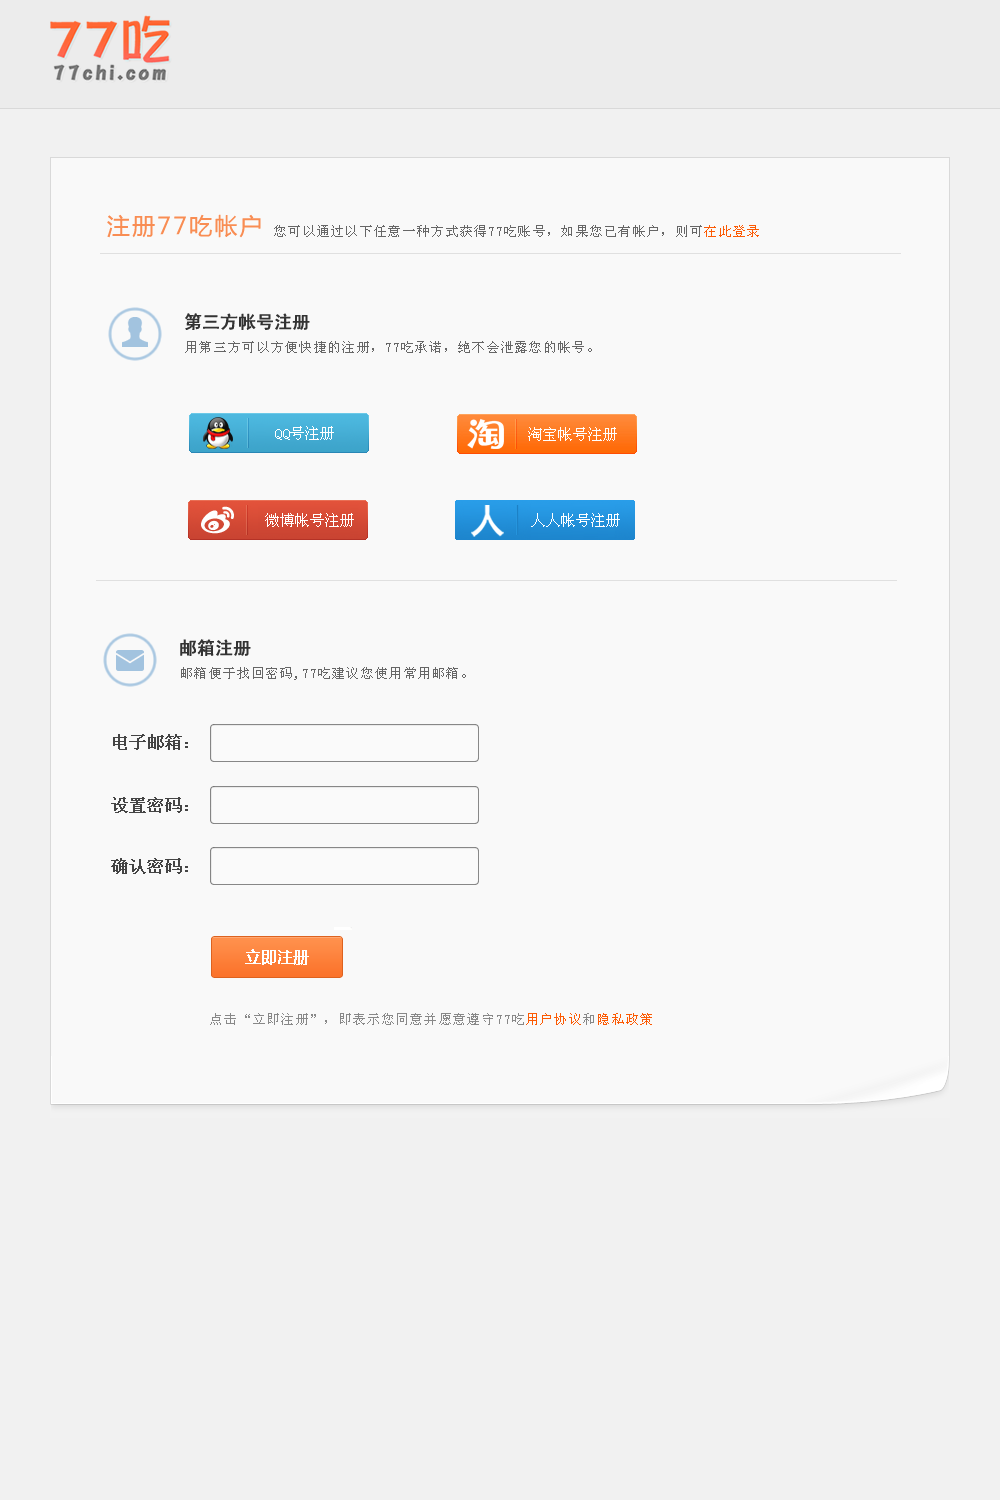 77吃
77chi.com
注册77吃帐户 您可以通过以下任意一种方式获得77吃账号，如果您已有帐户，则可在此登录
第三方帐号注册
用第三方可以方便快捷的注册，77吃承诺，绝不会泄露您的帐号。
QQ号注册
淘 淘宝帐号注册
微博帐号注册
人 人人帐号注册
邮箱注册
邮箱便于找回密码,77吃建议您使用常用邮箱。
电子邮箱：
设置密码：
确认密码：
立即注册
点击“立即注册”，即表示您同意并愿意遵守77吃用户协议和隐私政策